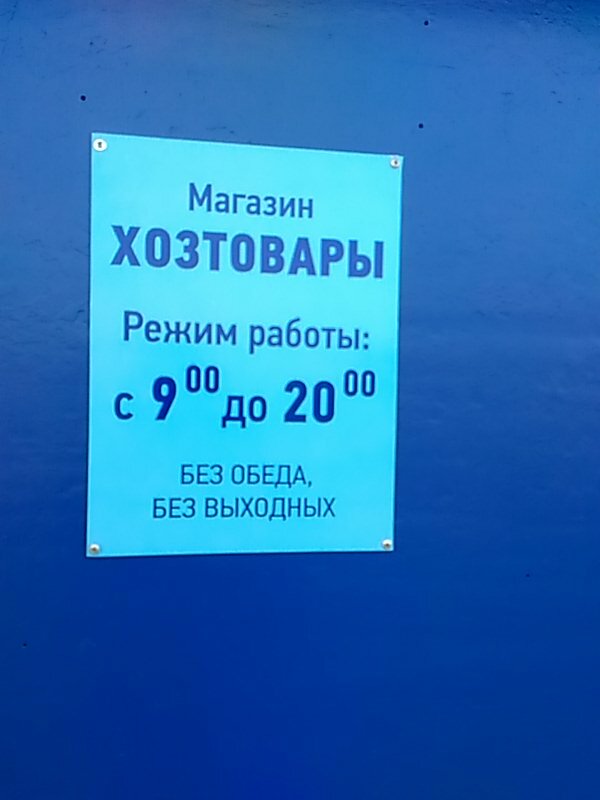 Магазин
ХОЗТОВАРЫ
Режим работы:
с 9⁰⁰ до 20⁰⁰
БЕЗ ОБЕДА,
БЕЗ ВЫХОДНЫХ